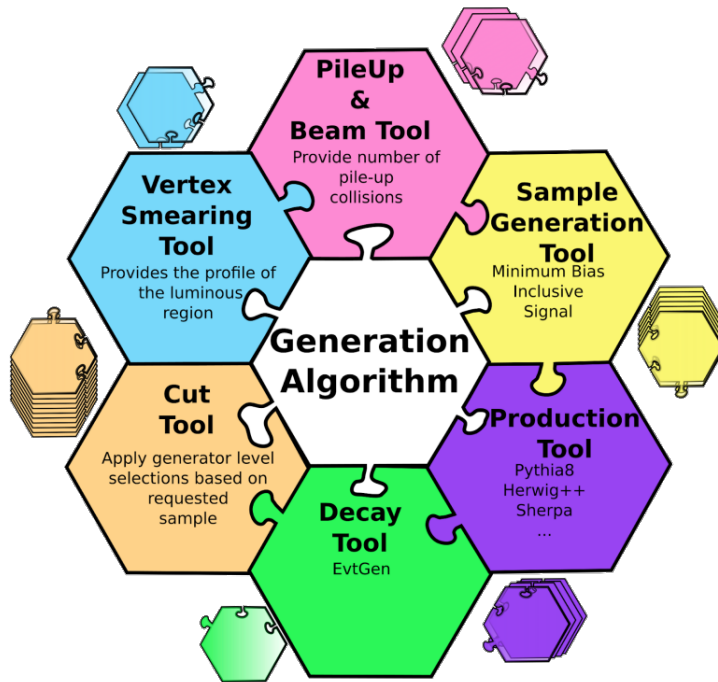 PileUp
&
Beam Tool
Provide number of
pile-up
collisions
Vertex
Smearing
Tool
Provides the profile of
the luminous
region
Sample
Generation
Tool
Minimum Bias
Inclusive
Signal
Generation
Algorithm
Cut
Tool
Apply generator level
selections based on
requested
sample
Production
Tool
Pythia8
Herwig++
Sherpa
...
Decay
Tool
EvtGen